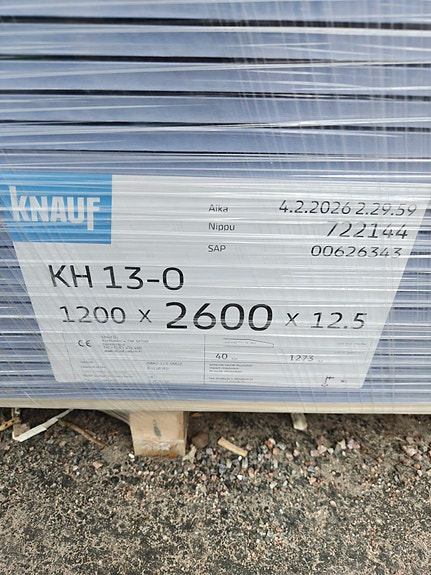 KNAUF
Aika 4.2.2026 2.29.59
Nippu 722144
SAP 00626343
KH 13-0
1200 x 2600 x 12.5
CE
40
1273